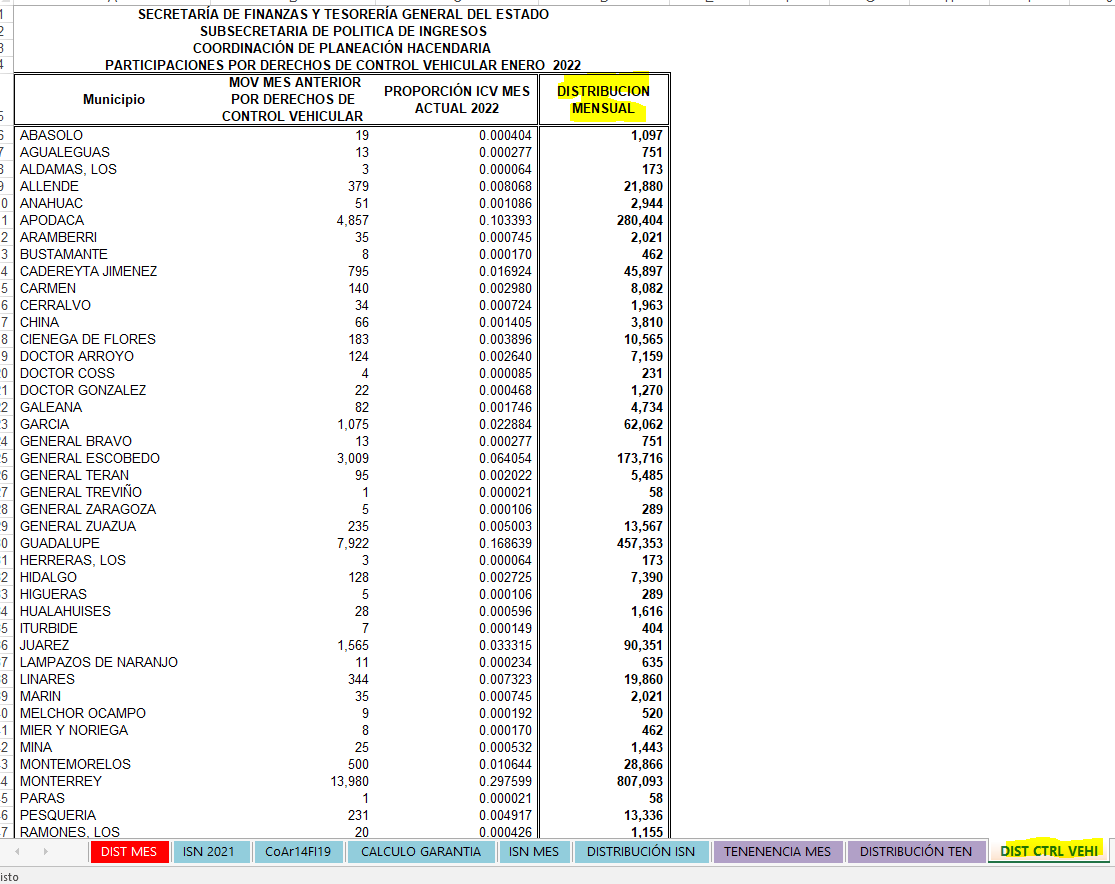 SECRETARÍA DE FINANZAS Y TESORERÍA GENERAL DEL ESTADO
SUBSECRETARIA DE POLITICA DE INGRESOS
COORDINACIÓN DE PLANEACIÓN HACENDARIA
PARTICIPACIONES POR DERECHOS DE CONTROL VEHICULAR ENERO 2022
Municipio MOV MES ANTERIOR POR DERECHOS DE CONTROL VEHICULAR PROPORCIÓN ICV MES ACTUAL 2022 DISTRIBUCION MENSUAL
ABASOLO 19 0.000404 1,097
AGUALEGUAS 13 0.000277 751
ALDAMAS, LOS 3 0.000064 173
ALLENDE 379 0.008068 21,880
ANAHUAC 51 0.001086 2,944
APODACA 4,857 0.103393 280,404
ARAMBERRI 35 0.000745 2,021
BUSTAMANTE 8 0.000170 462
CADEREYTA JIMENEZ 795 0.016924 45,897
CARMEN 140 0.002980 8,082
CERRALVO 34 0.000724 1,963
CHINA 66 0.001405 3,810
CIENEGA DE FLORES 183 0.003896 10,565
DOCTOR ARROYO 124 0.002640 7,159
DOCTOR COSS 4 0.000085 231
DOCTOR GONZALEZ 22 0.000468 1,270
GALEANA 82 0.001746 4,734
GARCIA 1,075 0.022884 62,062
GENERAL BRAVO 13 0.000277 751
GENERAL ESCOBEDO 3,009 0.064054 173,716
GENERAL TERAN 95 0.002022 5,485
GENERAL TREVIÑO 1 0.000021 58
GENERAL ZARAGOZA 5 0.000106 289
GENERAL ZUAZUA 235 0.005003 13,567
GUADALUPE 7,922 0.168639 457,353
HERRERAS, LOS 3 0.000064 173
HIDALGO 128 0.002725 7,390
HIGUERAS 5 0.000106 289
HUALAHUISES 28 0.000596 1,616
ITURBIDE 7 0.000149 404
JUAREZ 1,565 0.033315 90,351
LAMPAZOS DE NARANJO 11 0.000234 635
LINARES 344 0.007323 19,860
MARIN 35 0.000745 2,021
MELCHOR OCAMPO 9 0.000192 520
MIER Y NORIEGA 8 0.000170 462
MINA 25 0.000532 1,443
MONTEMORELOS 500 0.010644 28,866
MONTERREY 13,980 0.297599 807,093
PARAS 1 0.000021 58
PESQUERIA 231 0.004917 13,336
RAMONES, LOS 20 0.000426 1,155
DIST MES ISN 2021 CoAr14FI19 CALCULO GARANTIA ISN MES DISTRIBUCIÓN ISN TENENENCIA MES DISTRIBUCIÓN TEN DIST CTRL VEHI
isto